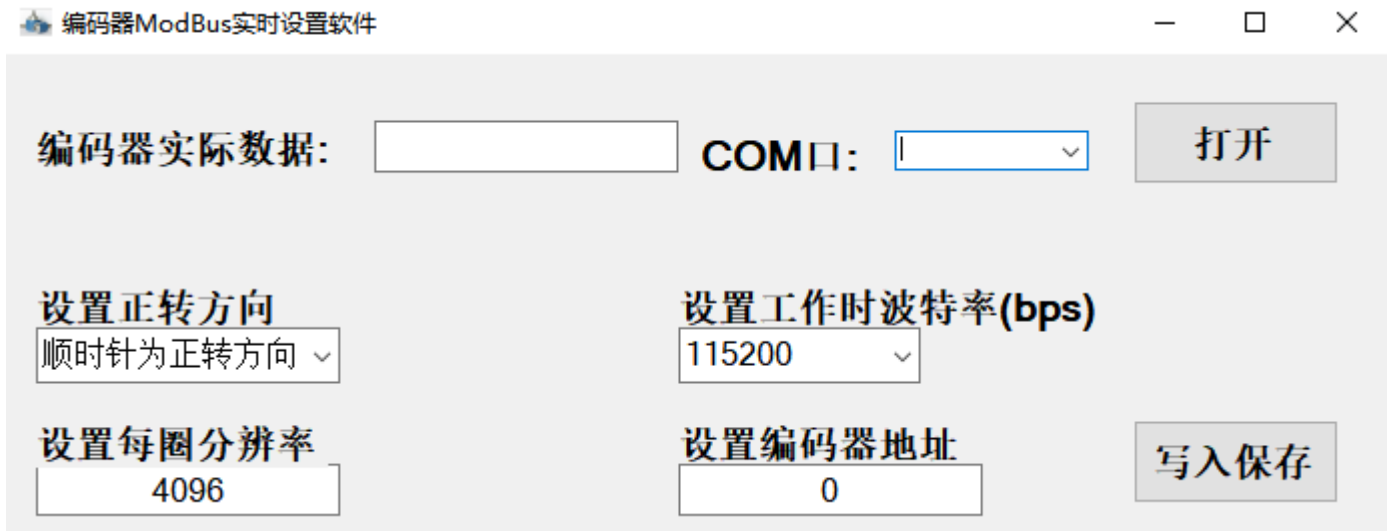 编码器ModBus实时设置软件
编码器实际数据: COM口: 打开
设置正转方向 设置工作时波特率(bps)
顺时针为正转方向 115200
设置每圈分辨率 设置编码器地址
4096 0 写入保存